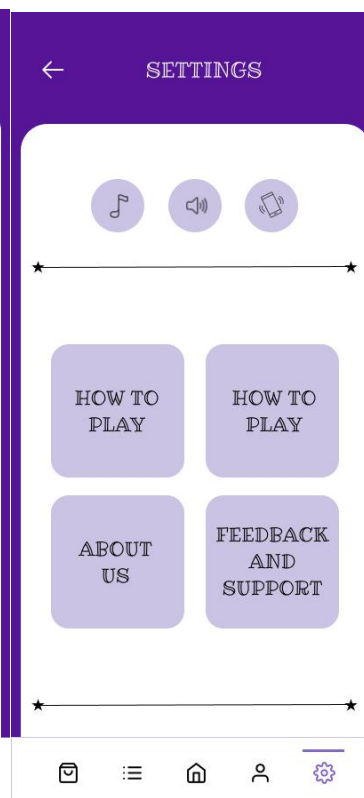 SETTINGS
HOW TO
PLAY
HOW TO
PLAY
ABOUT
US
FEEDBACK
AND
SUPPORT